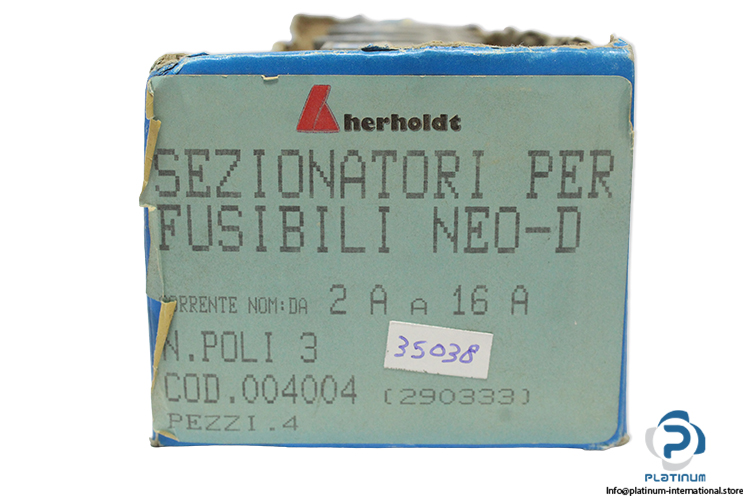 herholdt
SEZIONATORI PER
FUSIBILI NEO-D
CORRENTE NOM:DA 2 A A 16 A
N.POLI 3
35038
COD.004004 (290333)
PEZZI.4
PLATINUM
Info@platinum-international.store